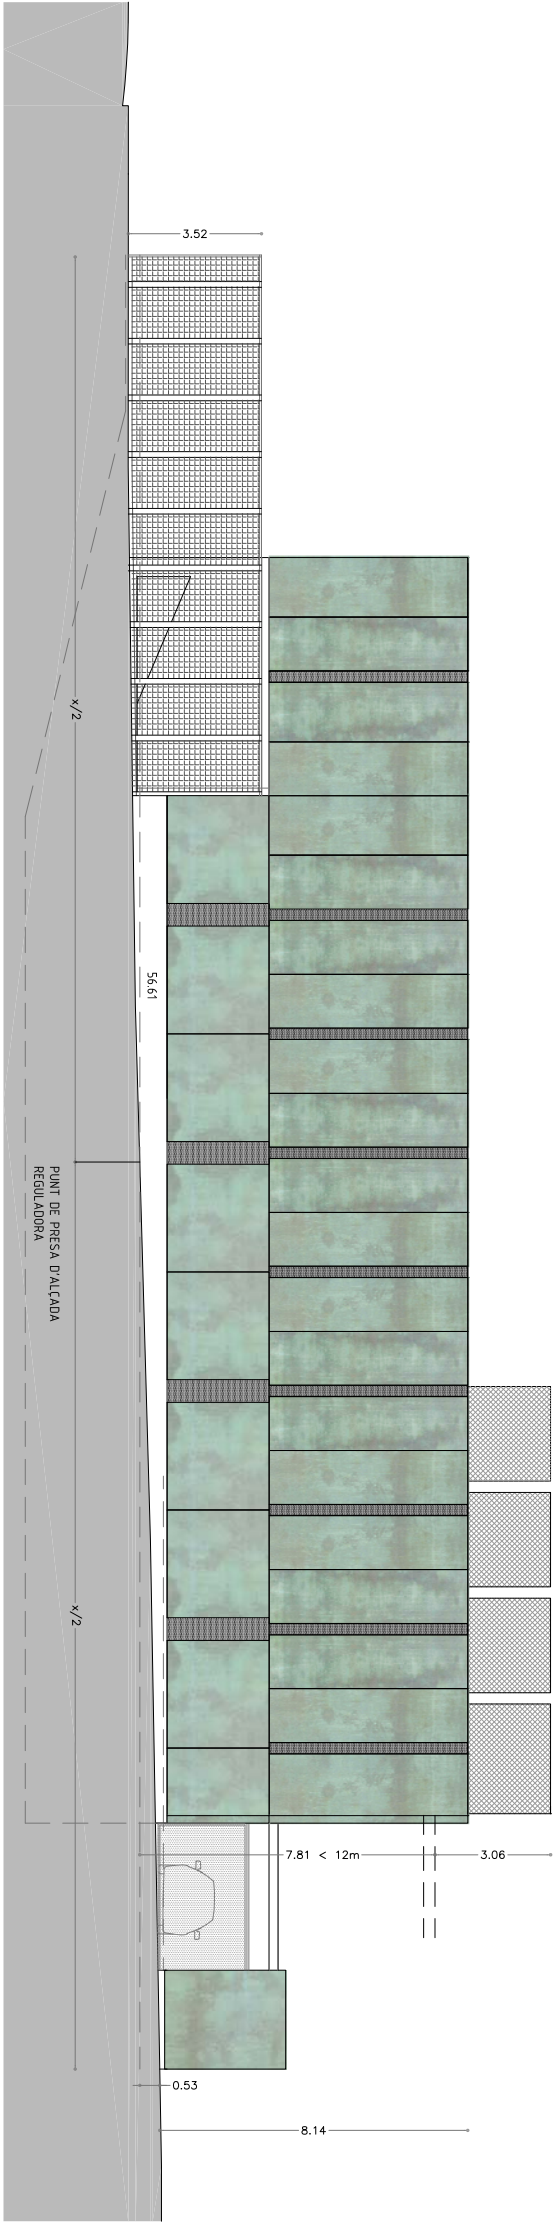 3.52
x/2
56.61
PUNT DE PRESA D'ALÇADA
REGULADORA
x/2
7.81 < 12m
3.06
0.53
8.14